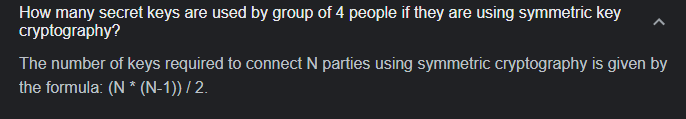 How many secret keys are used by group of 4 people if they are using symmetric key
cryptography?
The number of keys required to connect N parties using symmetric cryptography is given by
the formula: (N * (N-1)) / 2.